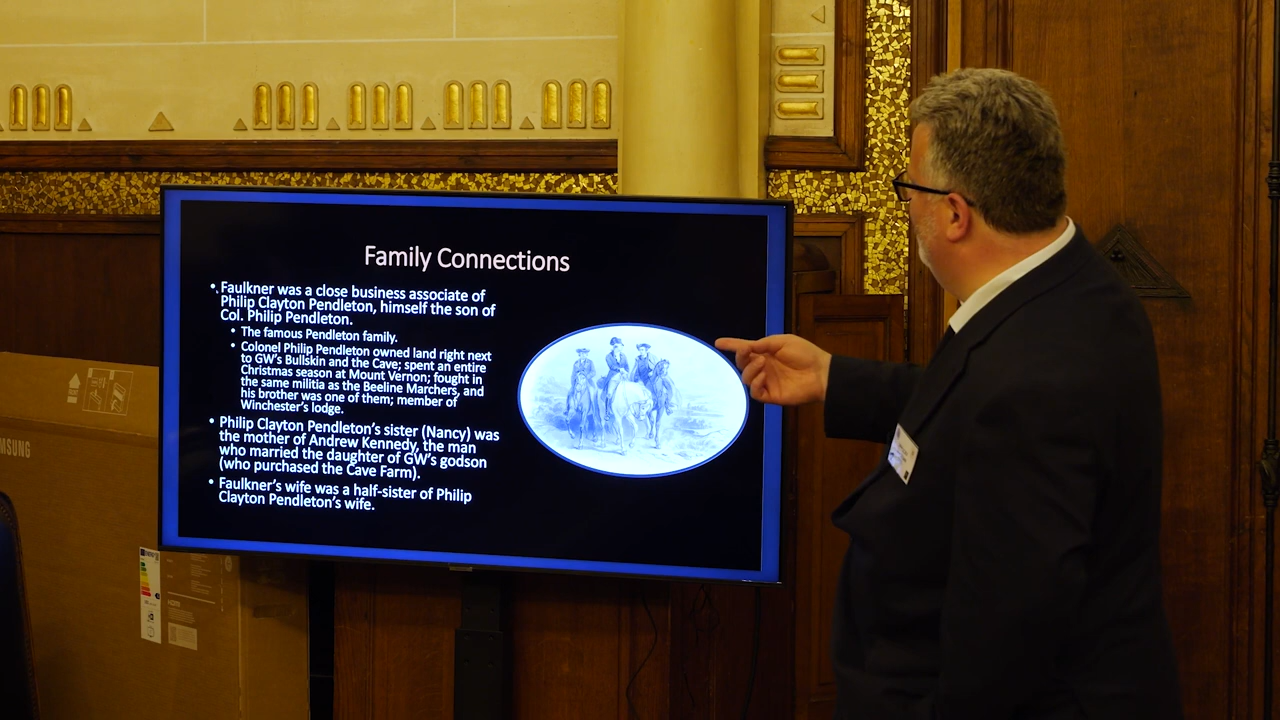 Family Connections
• Faulkner was a close business associate of
Philip Clayton Pendleton, himself the son of
Col. Philip Pendleton.
• The famous Pendleton family.
• Colonel Philip Pendleton owned land right next
to GW's Bullskin and the Cave; spent an entire
Christmas season at Mount Vernon; fought in
the same militia as the Beeline Marchers, and
his brother was one of them; member of
Winchester's lodge.
• Philip Clayton Pendleton's sister (Nancy) was
the mother of Andrew Kennedy, the man
who married the daughter of GW's godson
(who purchased the Cave Farm).
• Faulkner's wife was a half-sister of Philip
Clayton Pendleton's wife.
MSUNG